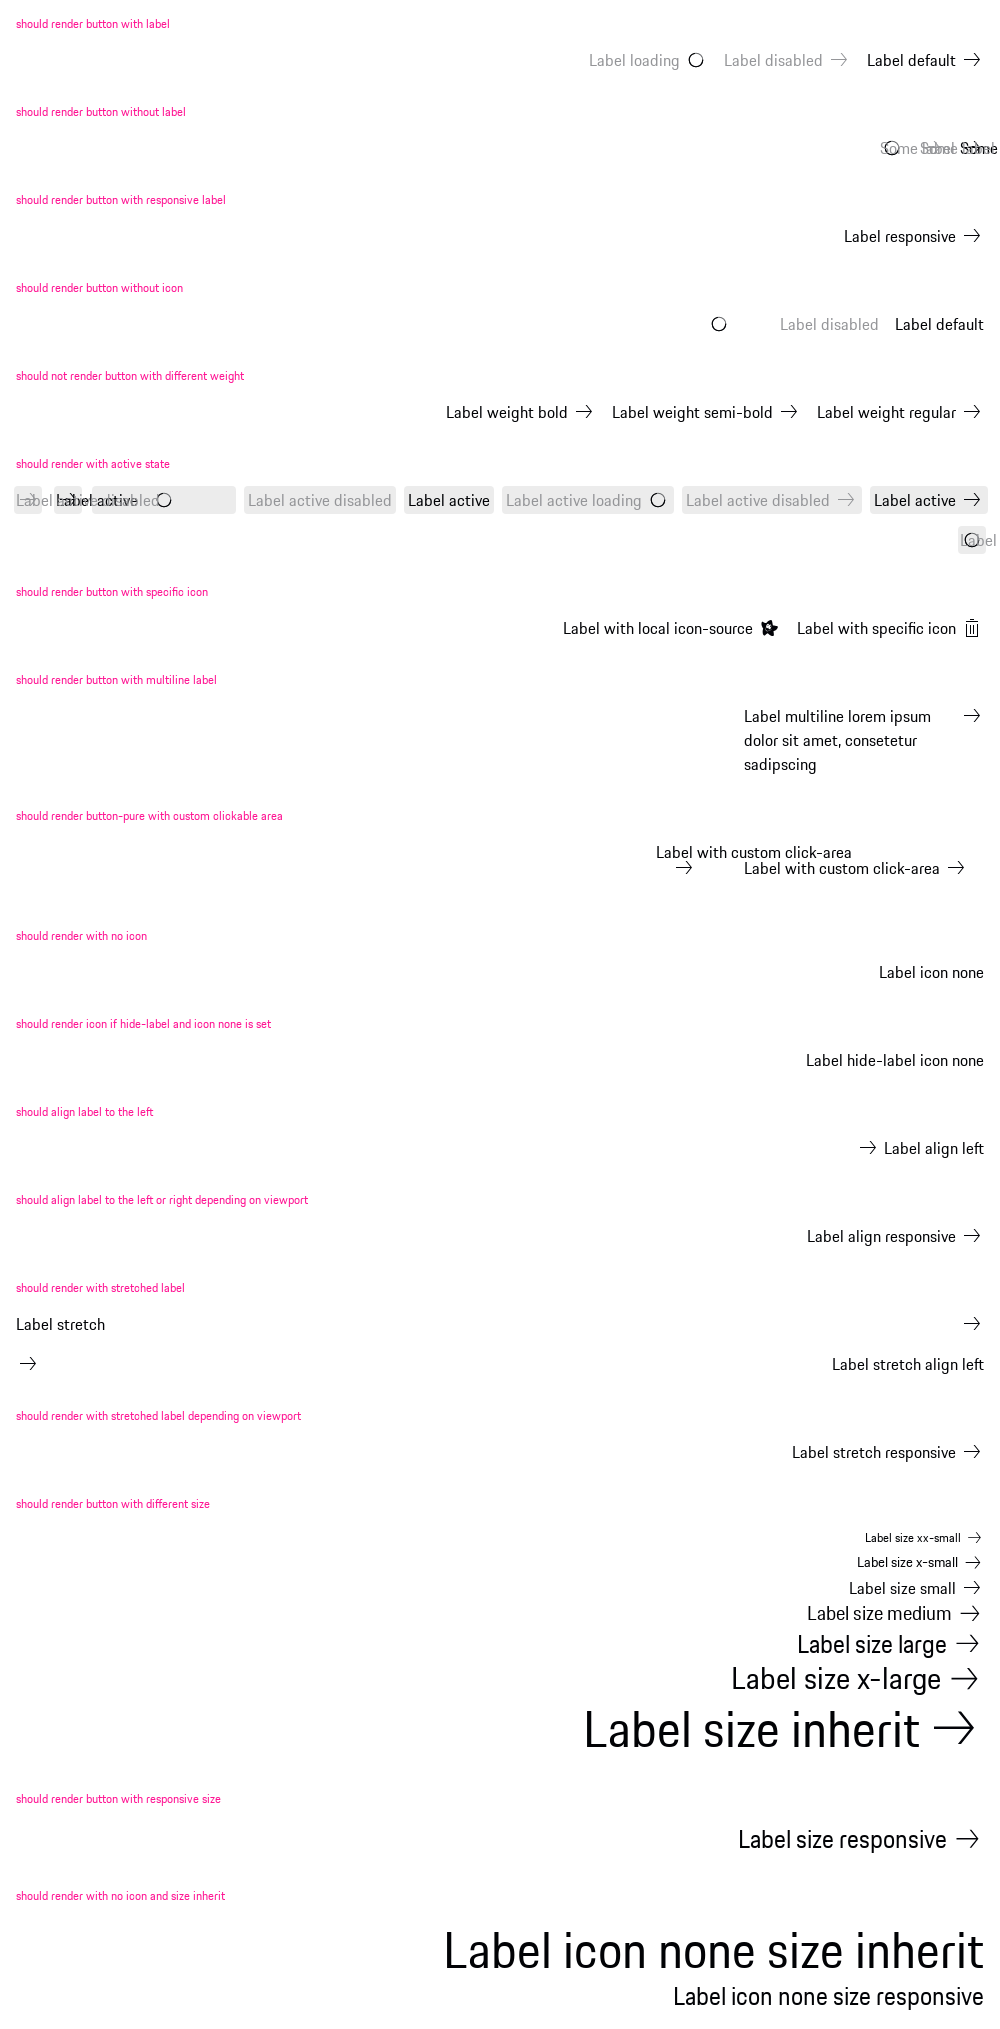 should render button with label
Label loading Label disabled Label default
should render button without label
Some label Some label Some
should render button with responsive label
Label responsive
should render button without icon
Label disabled Label default
should not render button with different weight
Label weight bold Label weight semi-bold Label weight regular
should render with active state
Label active disabled Label active Label active disabled Label active Label active loading Label active disabled Label active
Label
should render button with specific icon
Label with local icon-source Label with specific icon
should render button with multiline label
Label multiline lorem ipsum
dolor sit amet, consetetur
sadipscing
should render button-pure with custom clickable area
Label with custom click-area
Label with custom click-area
should render with no icon
Label icon none
should render icon if hide-label and icon none is set
Label hide-label icon none
should align label to the left
Label align left
should align label to the left or right depending on viewport
Label align responsive
should render with stretched label
Label stretch
Label stretch align left
should render with stretched label depending on viewport
Label stretch responsive
should render button with different size
Label size xx-small
Label size x-small
Label size small
Label size medium
Label size large
Label size x-large
Label size inherit
should render button with responsive size
Label size responsive
should render with no icon and size inherit
Label icon none size inherit
Label icon none size responsive